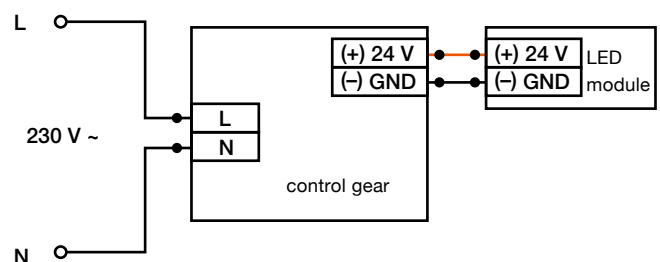 L
230 V ~
N
L
N
control gear
(+) 24 V
(−) GND
(+) 24 V
(−) GND
LED
module